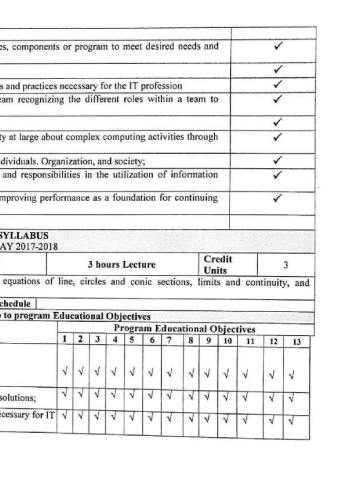 es, components or program to meet desired needs and ✓
✓
s and practices necessary for the IT profession ✓
eam recognizing the different roles within a team to ✓
✓
ty at large about complex computing activities through ✓
dividuals. Organization, and society; ✓
and responsibilities in the utilization of information ✓
mproving performance as a foundation for continuing ✓
SYLLABUS
AY 2017-2018
3 hours Lecture Credit Units 3
equations of line, circles and conic sections, limits and continuity, and
chedule
p to program Educational Objectives
Program Educational Objectives
1 2 3 4 5 6 7 8 9 10 11 12 13
√ √ √ √ √ √ √ √ √ √ √ √ √
solutions; √ √ √ √ √ √ √ √ √ √ √ √ √
ecessary for IT √ √ √ √ √ √ √ √ √ √ √ √ √